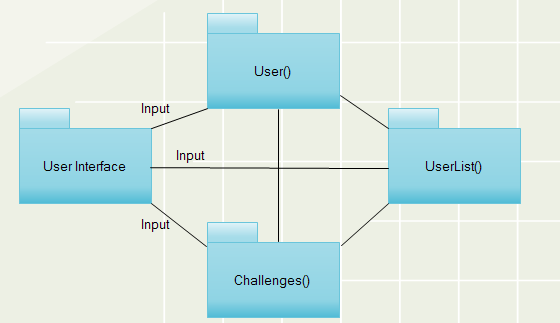 User()
Input
Input
User Interface
UserList()
Input
Challenges()